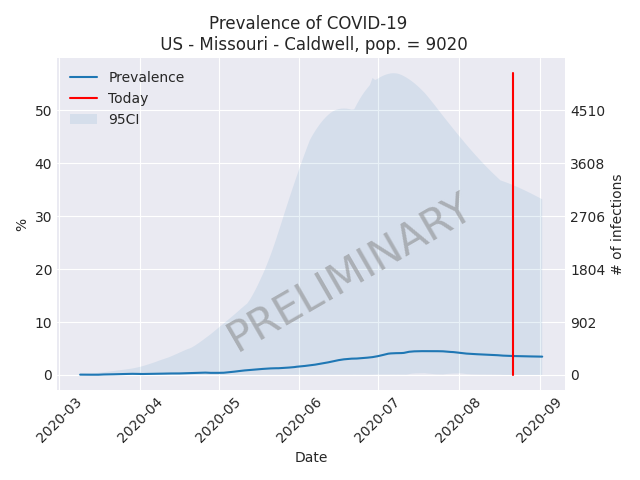 Prevalence of COVID-19
US - Missouri - Caldwell, pop. = 9020
Prevalence
Today
95CI
PRELIMINARY
%
50
40
30
20
10
0
4510
3608
2706
1804
902
0
# of infections
2020-03
2020-04
2020-05
2020-06
2020-07
2020-08
2020-09
Date